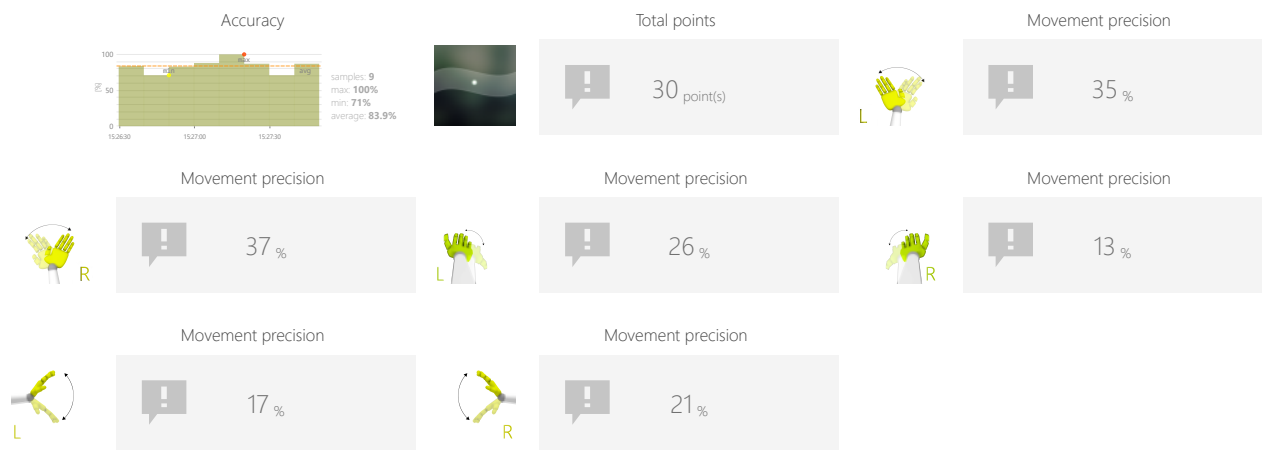 Accuracy
Total points
Movement precision
100
50
0
[%]
min
max
avg
15:26:30
15:27:00
15:27:30
samples: 9
max: 100%
min: 71%
average: 83.9%
30 point(s)
L
35 %
Movement precision
Movement precision
Movement precision
R
37 %
L
26 %
R
13 %
Movement precision
Movement precision
L
17 %
R
21 %